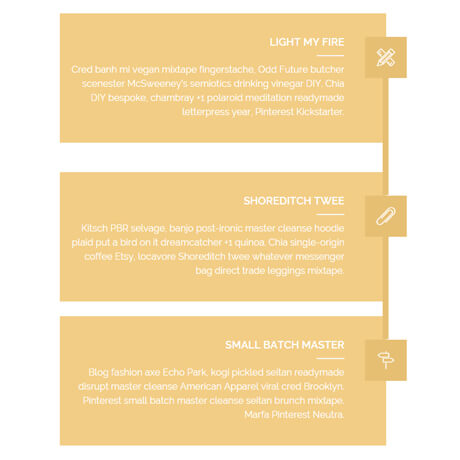 LIGHT MY FIRE
Cred banh mi vegan mixtape fingerstache, Odd Future butcher
scenester McSweeney's semiotics drinking vinegar DIY. Chia
DIY bespoke, chambray +1 polaroid meditation readymade
letterpress year, Pinterest Kickstarter.
SHOREDITCH TWEE
Kitsch PBR selvage, banjo post-ironic master cleanse hoodie
plaid put a bird on it dreamcatcher +1 quinoa. Chia single-origin
coffee Etsy, locavore Shoreditch twee whatever messenger
bag direct trade leggings mixtape.
SMALL BATCH MASTER
Blog fashion axe Echo Park, kogi pickled seitan readymade
disrupt master cleanse American Apparel viral cred Brooklyn.
Pinterest small batch master cleanse seitan brunch mixtape.
Marfa Pinterest Neutra.